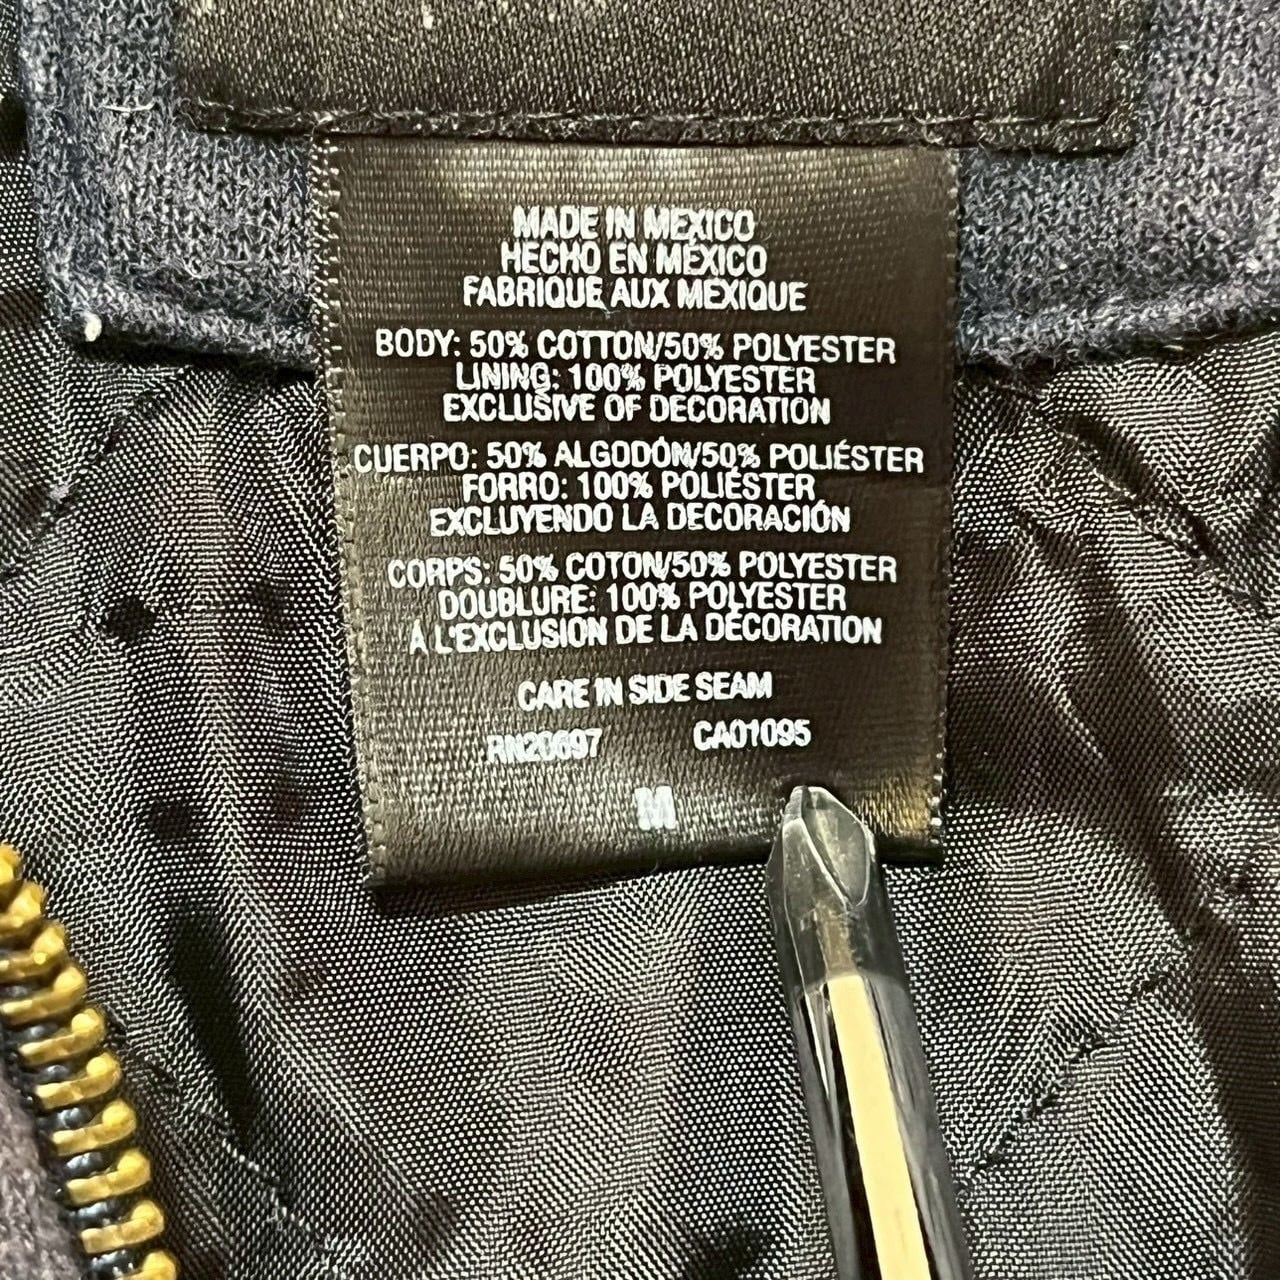 MADE IN MEXICO
HECHO EN MÉXICO
FABRIQUE AUX MEXIQUE
BODY: 50% COTTON/50% POLYESTER
LINING: 100% POLYESTER
EXCLUSIVE OF DECORATION
CUERPO: 50% ALGODÓN/50% POLIÉSTER
FORRO: 100% POLIÉSTER
EXCLUYENDO LA DECORACIÓN
CORPS: 50% COTON/50% POLYESTER
DOUBLURE: 100% POLYESTER
À L'EXCLUSION DE LA DÉCORATION
CARE IN SIDE SEAM
RN20697 CA01095
M